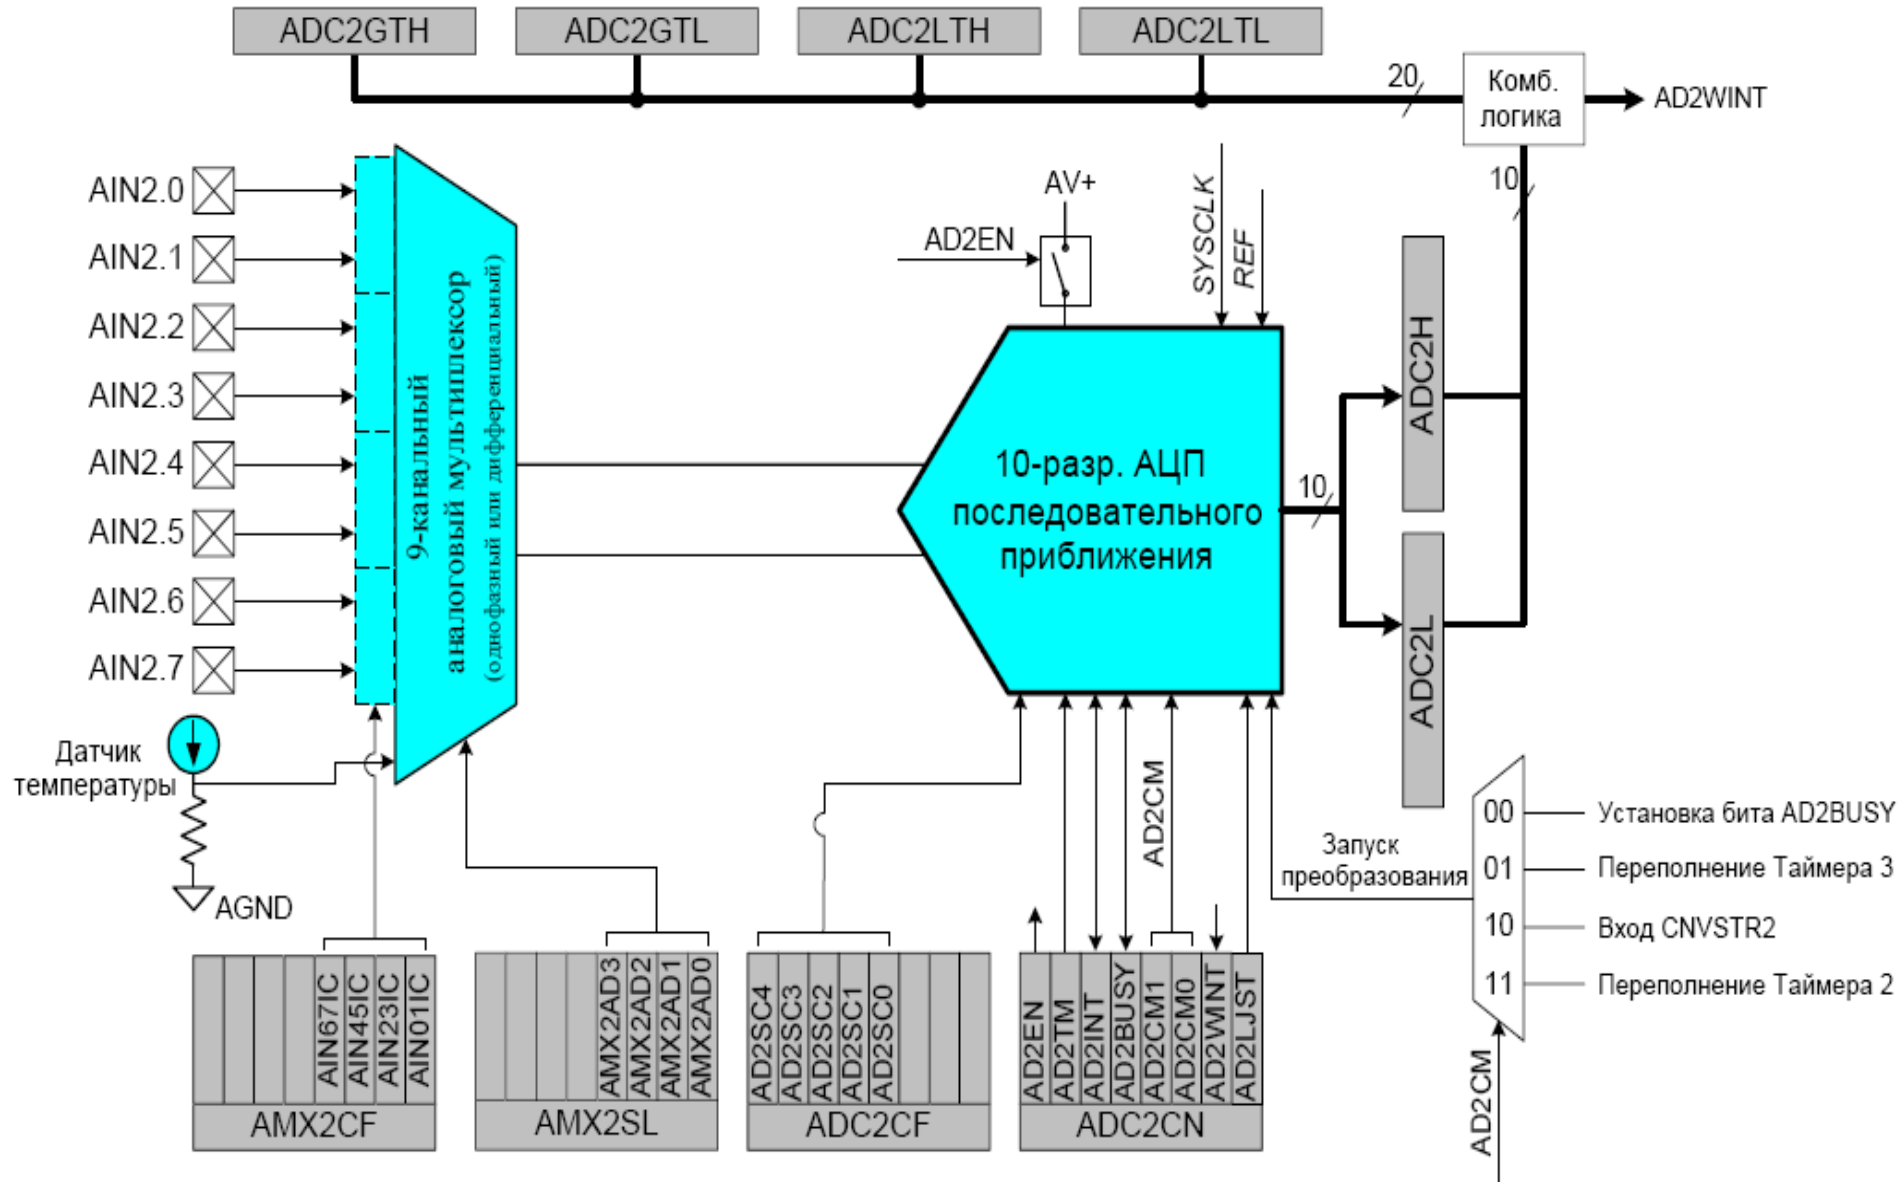 ADC2GTH
ADC2GTL
ADC2LTH
ADC2LTL
20
Комб.
логика
AD2WINT
10
AIN2.0
AIN2.1
AIN2.2
AIN2.3
AIN2.4
AIN2.5
AIN2.6
AIN2.7
Датчик
температуры
AGND
9-канальный
аналоговый мультиплексор
(однофазный или дифференциальный)
AV+
AD2EN
SYSCLK
REF
10-разр. АЦП
последовательного
приближения
10
ADC2H
ADC2L
AD2CM
Запуск
преобразования
00
01
10
11
Установка бита AD2BUSY
Переполнение Таймера 3
Вход CNVSTR2
Переполнение Таймера 2
AD2CM
AIN67IC
AIN45IC
AIN23IC
AIN01IC
AMX2CF
AMX2AD3
AMX2AD2
AMX2AD1
AMX2AD0
AMX2SL
AD2SC4
AD2SC3
AD2SC2
AD2SC1
AD2SC0
ADC2CF
AD2EN
AD2TM
AD2INT
AD2BUSY
AD2CM1
AD2CM0
AD2WINT
AD2LJST
ADC2CN